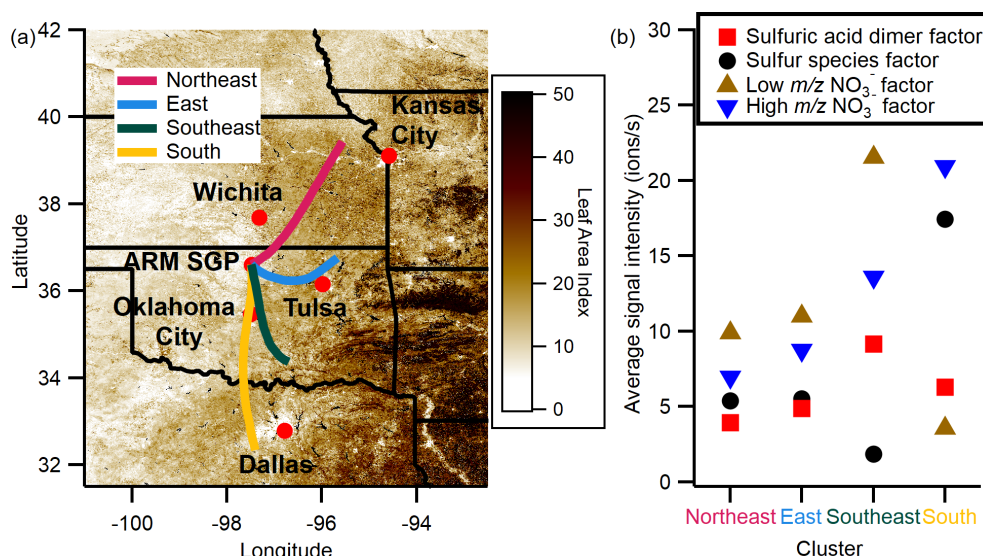 (a)
42
40
38
36
34
32
Latitude
Northeast
East
Southeast
South
Kansas
City
Wichita
ARM SGP
Oklahoma
City
Tulsa
Dallas
-100
-98
-96
-94
Longitude
50
40
30
20
10
0
Leaf Area Index
(b)
30
25
20
15
10
5
0
Average signal intensity (ions/s)
Sulfuric acid dimer factor
Sulfur species factor
Low m/z NO₃⁻ factor
High m/z NO₃⁻ factor
Northeast East Southeast South
Cluster